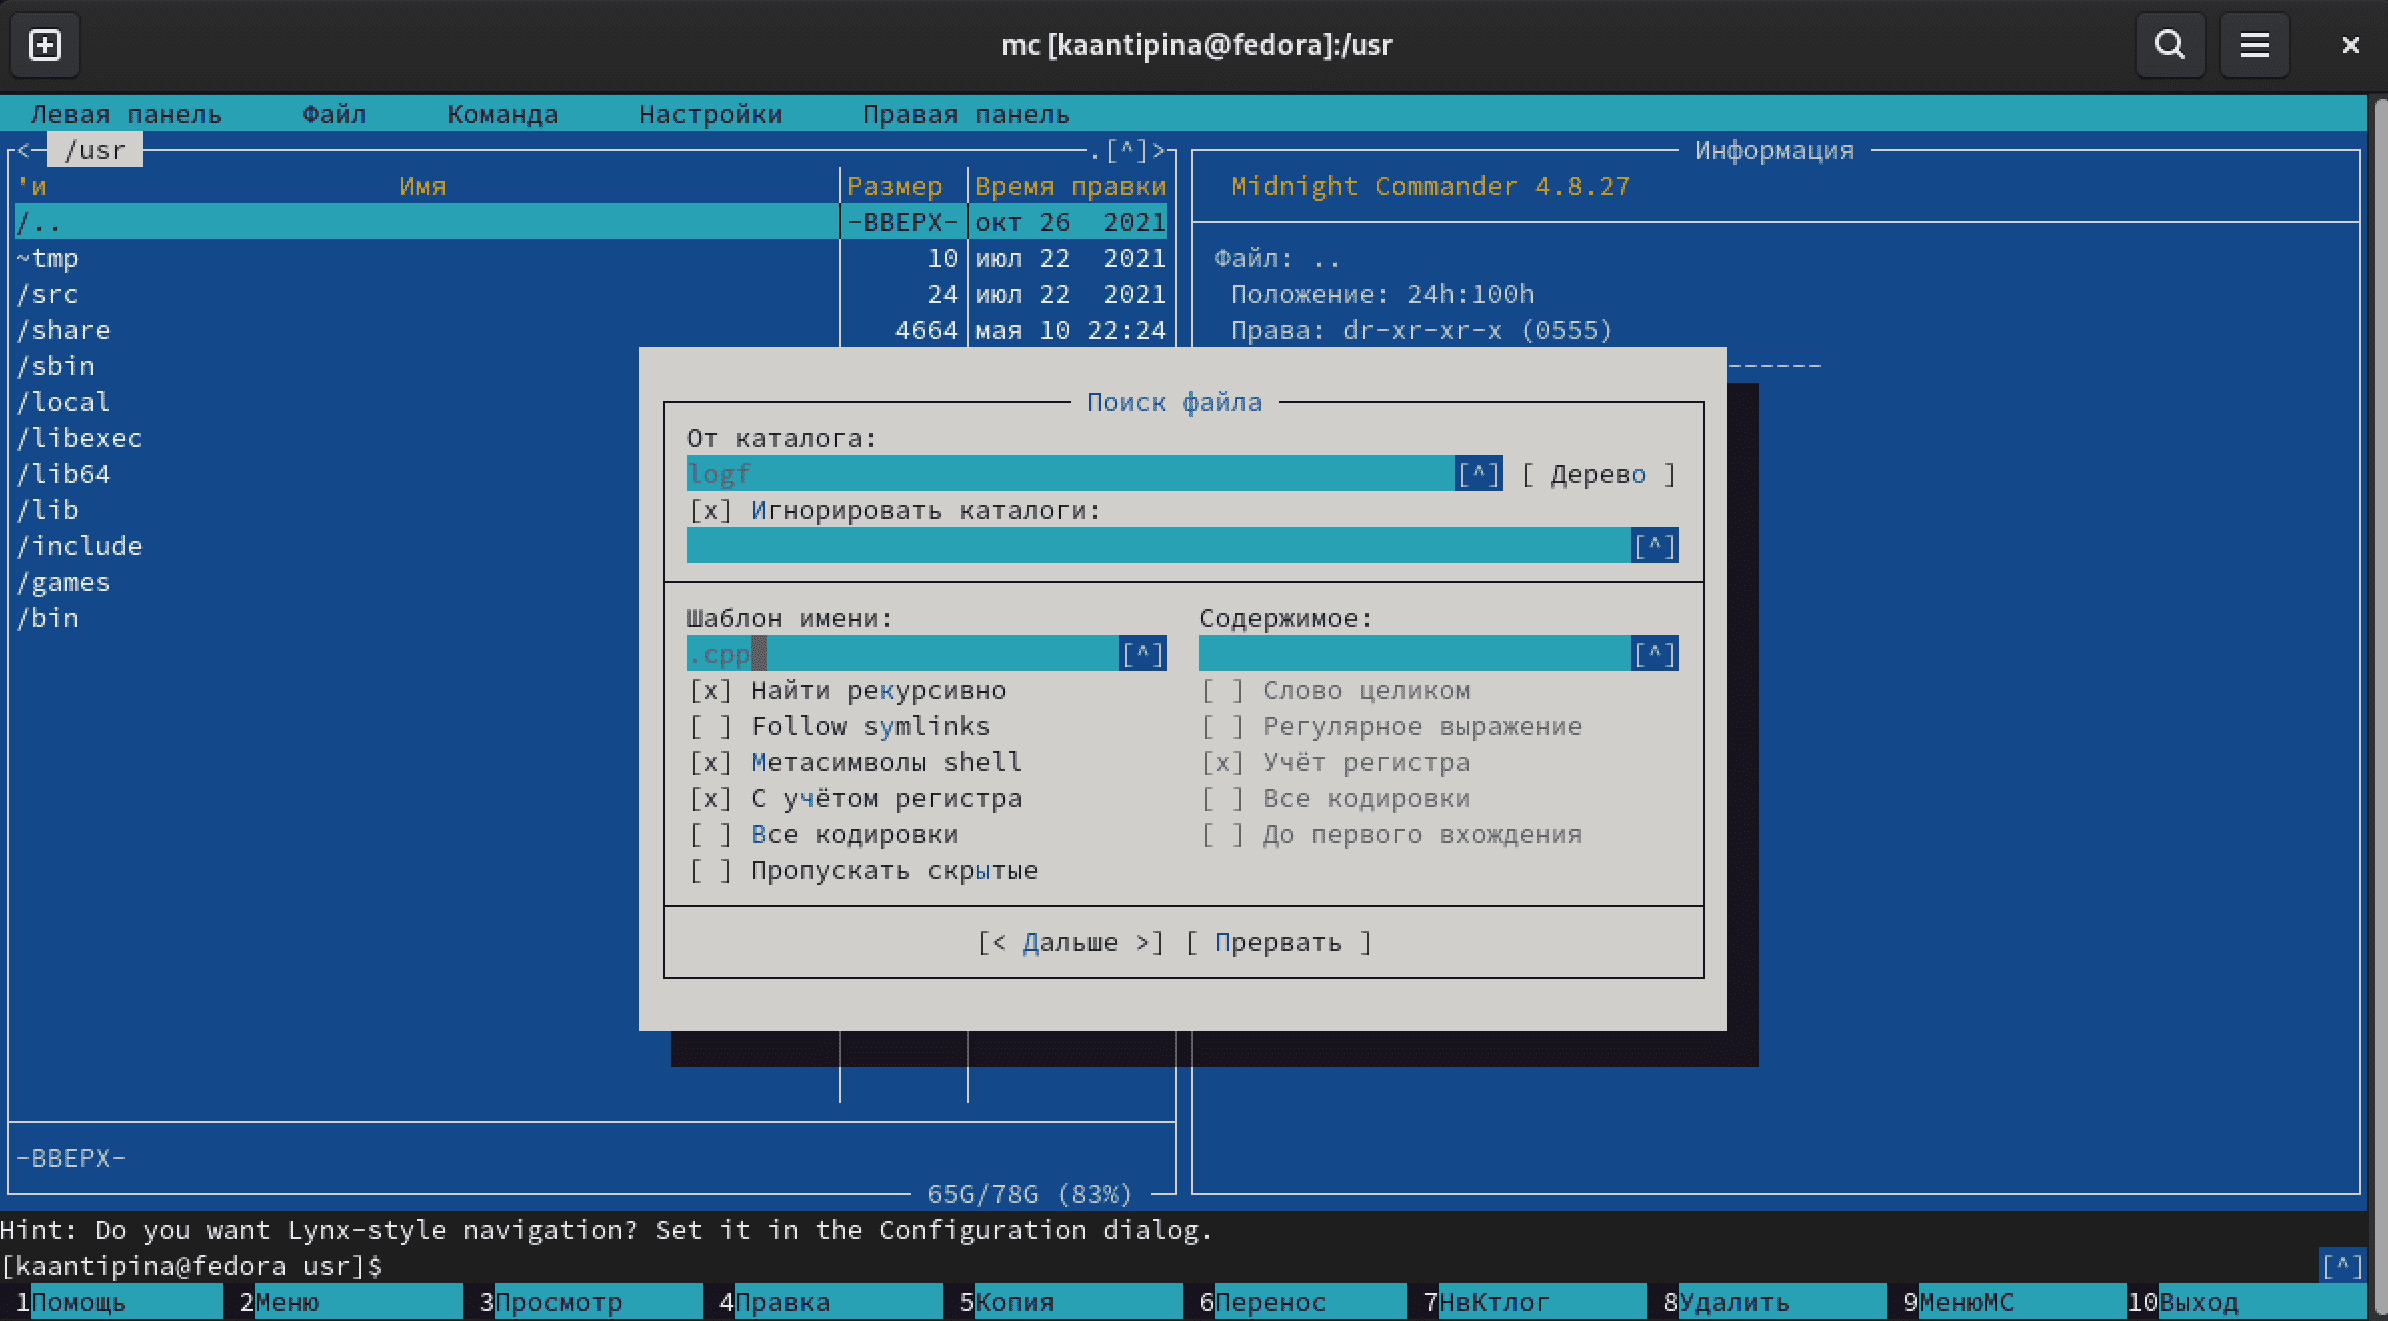 mc [kaantipina@fedora]:/usr
Левая панель Файл Команда Настройки Правая панель
<- /usr .[^]>
'и Имя Размер Время правки
/.. -ВВЕРХ- окт 26 2021
~tmp 10 июл 22 2021
/src 24 июл 22 2021
/share 4664 мая 10 22:24
/sbin
/local
/libexec
/lib64
/lib
/include
/games
/bin
-ВВЕРХ-
65G/78G (83%)
Информация
Midnight Commander 4.8.27
Файл: ..
Положение: 24h:100h
Права: dr-xr-xr-x (0555)
------
Поиск файла
От каталога:
logf [^] [ Дерево ]
[x] Игнорировать каталоги:
[^]
Шаблон имени: Содержимое:
.cpp [^] [^]
[x] Найти рекурсивно [ ] Слово целиком
[ ] Follow symlinks [ ] Регулярное выражение
[x] Метасимволы shell [x] Учёт регистра
[x] С учётом регистра [ ] Все кодировки
[ ] Все кодировки [ ] До первого вхождения
[ ] Пропускать скрытые
[< Дальше >] [ Прервать ]
Hint: Do you want Lynx-style navigation? Set it in the Configuration dialog.
[kaantipina@fedora usr]$ [^]
1Помощь 2Меню 3Просмотр 4Правка 5Копия 6Перенос 7НвКтлог 8Удалить 9МенюМС 10Выход